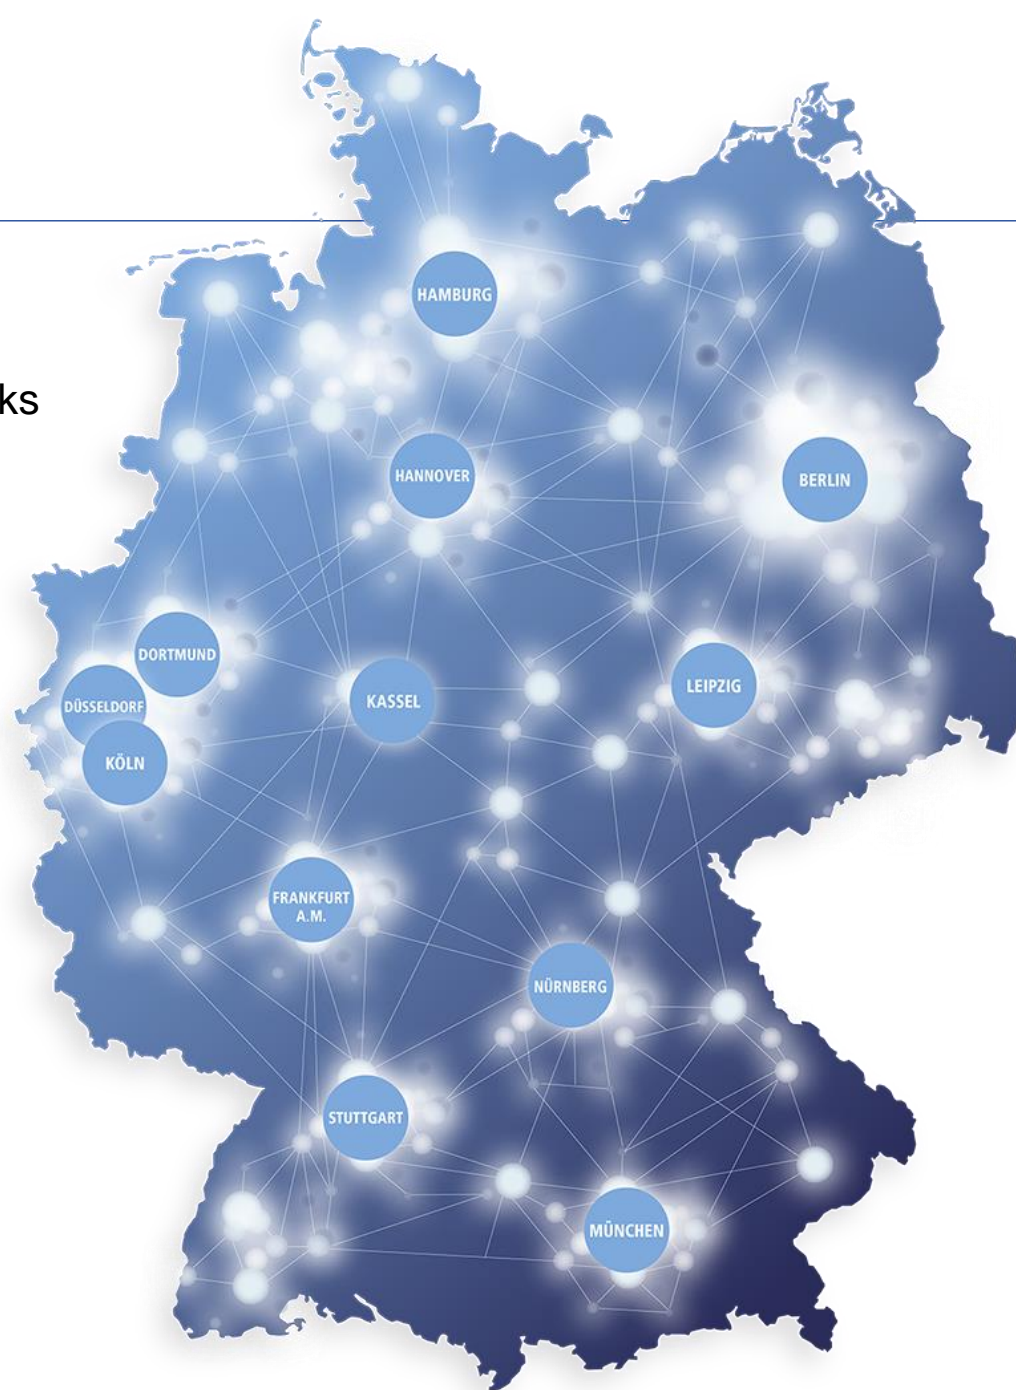 HAMBURG
ks
HANNOVER
BERLIN
DORTMUND
LEIPZIG
KASSEL
DÜSSELDORF
KÖLN
FRANKFURT
A.M.
NÜRNBERG
STUTTGART
MÜNCHEN